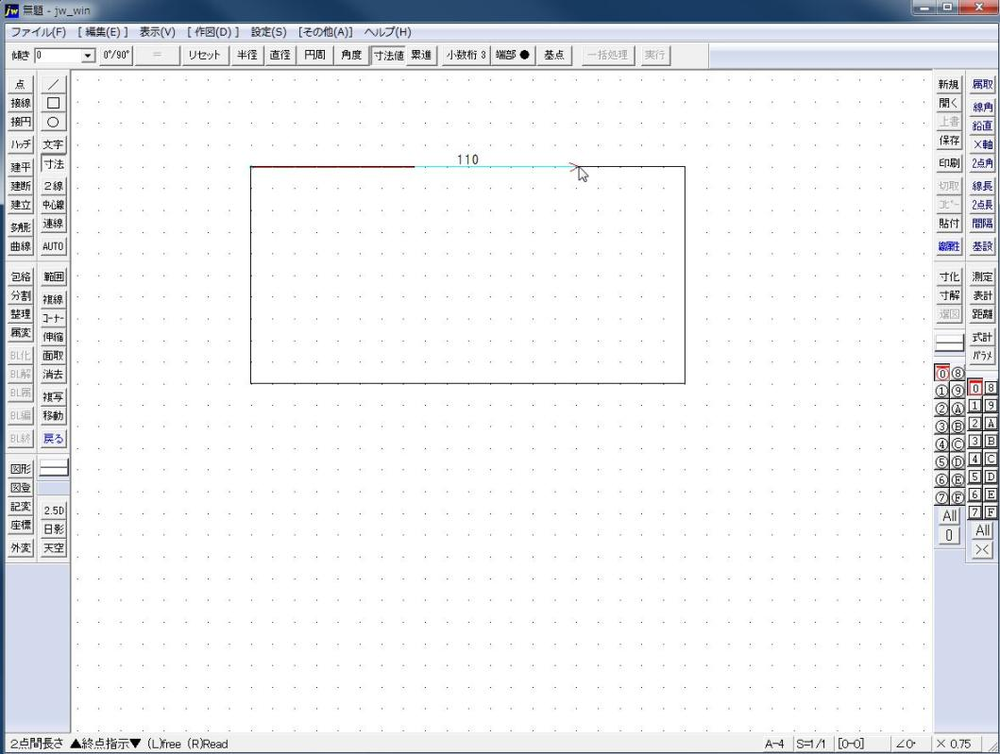 jw 無題 - jw_win
ファイル(F) [ 編集(E) ] 表示(V) [ 作図(D) ] 設定(S) [その他(A)] ヘルプ(H)
傾き 0 0°/90° = リセット 半径 直径 円周 角度 寸法値 累進 小数桁 3 端部 ● 基点 一括処理 実行
点 ／
接線 □
接円 ○
ハッチ 文字
建平 寸法
建断 2線
建立 中心線
多角形 連線
曲線 AUTO
包絡 範囲
分割 複線
整理 コーナー
属変 伸縮
BL化 面取
BL解 消去
BL属 複写
BL編 移動
BL終 戻る
図形
図登
記変 2.5D
座標 日影
外変 天空
110
新規 属取
開く 線角
上書 鉛直
保存 X軸
印刷 2点角
切取 線長
コピー 2点長
貼付 間隔
線属性 基設
寸化 測定
寸解 表計
選図 距離
式計
パラメ
0 8 0 8
1 9 1 9
2 A 2 A
3 B 3 B
4 C 4 C
5 D 5 D
6 E 6 E
7 F 7 F
All All
0 ><
2点間長さ ▲終点指示▼ (L)free (R)Read A-4 S=1/1 [0-0] ∠0° × 0.75